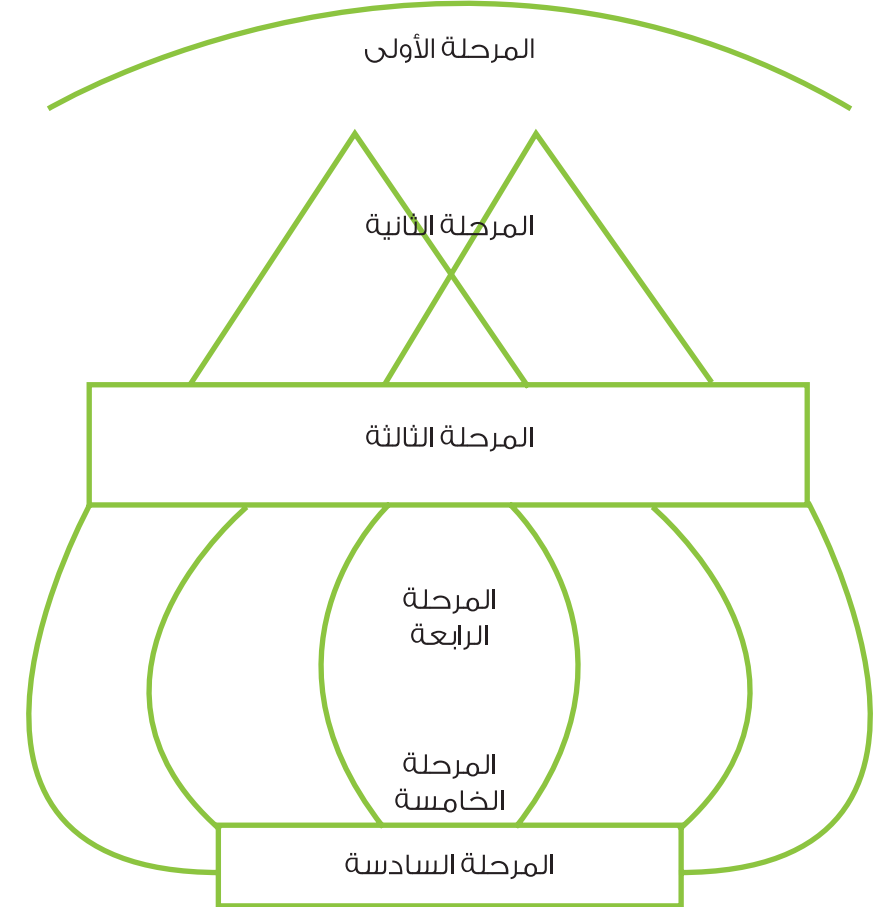 المرحلة الأولى
المرحلة الثانية
المرحلة الثالثة
المرحلة
الرابعة
المرحلة
الخامسة
المرحلة السادسة